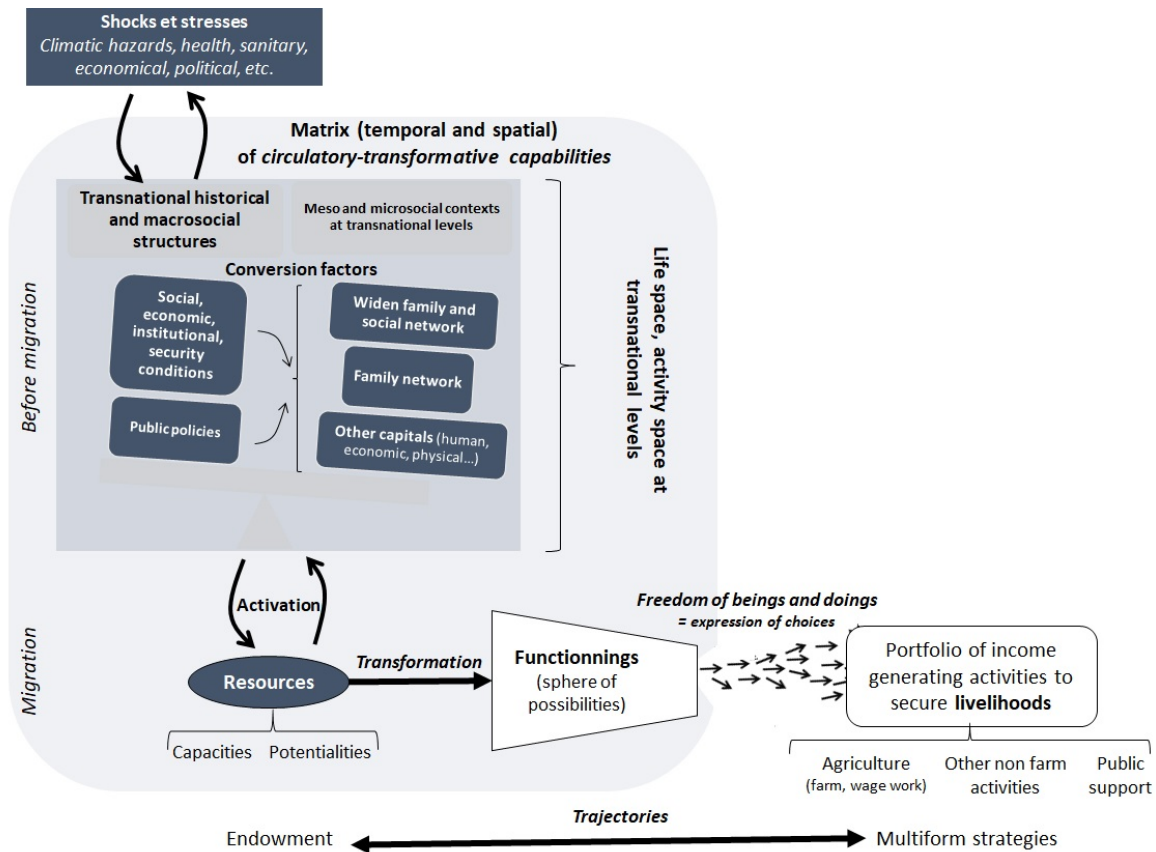 Shocks et stresses
Climatic hazards, health, sanitary,
economical, political, etc.
Matrix (temporal and spatial)
of circulatory-transformative capabilities
Transnational historical
and macrosocial
structures
Meso and microsocial contexts
at transnational levels
Conversion factors
Social,
economic,
institutional,
security
conditions
Public policies
Widen family and
social network
Family
network
Other capitals (human,
economic, physical...)
Life space, activity space at
transnational levels
Before migration
Migration
Activation
Resources
Capacities
Potentialities
Transformation
Functionnings
(sphere of
possibilities)
Freedom of beings and doings
= expression of choices
Portfolio of income
generating activities to
secure livelihoods
Agriculture
(farm, wage work)
Other non farm
activities
Public
support
Trajectories
Endowment
Multiform strategies